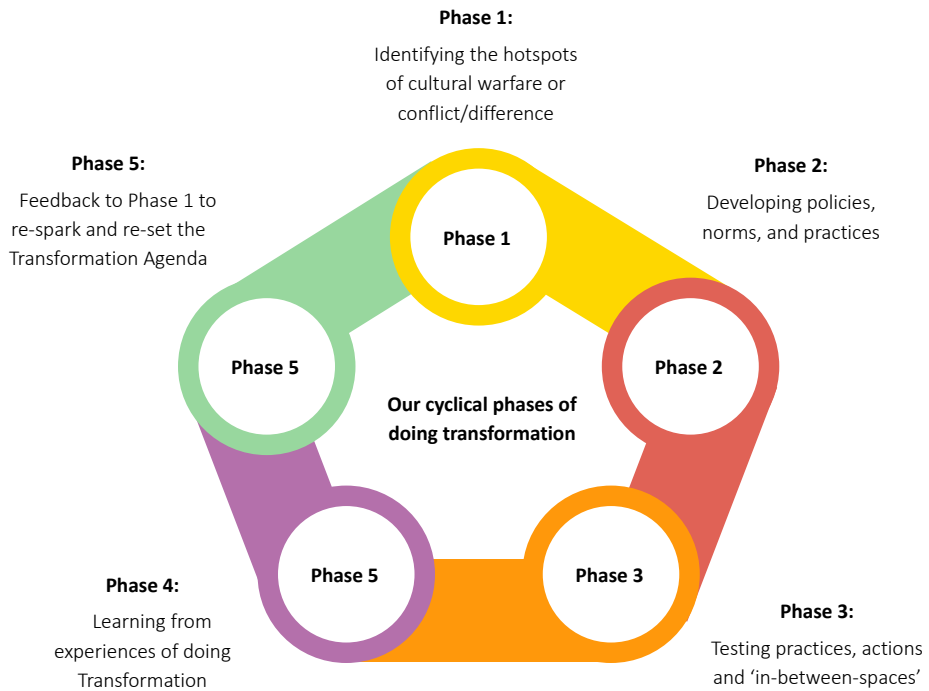 Phase 1:
Identifying the hotspots
of cultural warfare or
conflict/difference
Phase 5:
Feedback to Phase 1 to
re-spark and re-set the
Transformation Agenda
Phase 2:
Developing policies,
norms, and practices
Phase 1
Phase 5
Phase 2
Our cyclical phases of
doing transformation
Phase 5
Phase 3
Phase 4:
Learning from
experiences of doing
Transformation
Phase 3:
Testing practices, actions
and ‘in-between-spaces’